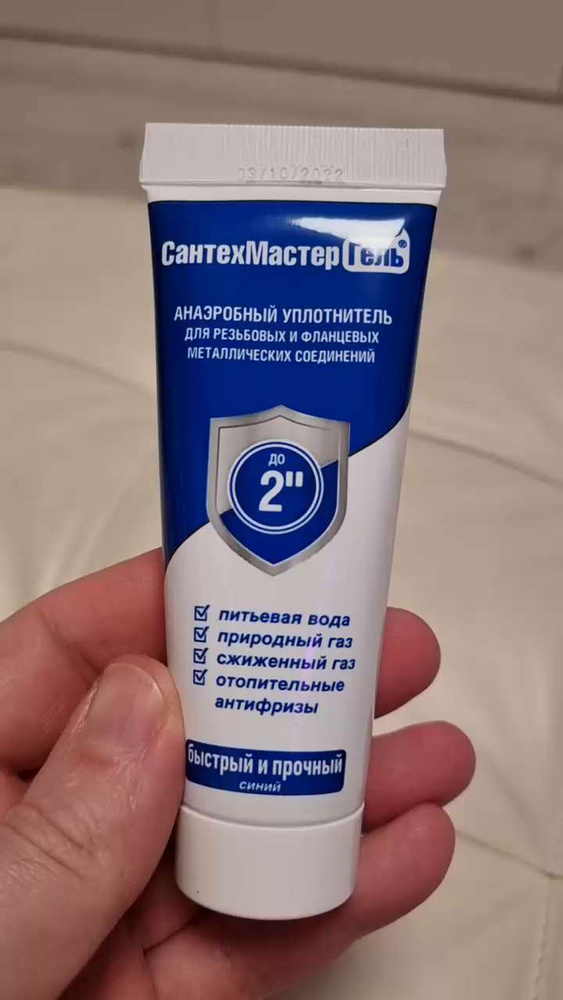 03/10/2022
СантехМастер Гель®
АНАЭРОБНЫЙ УПЛОТНИТЕЛЬ
ДЛЯ РЕЗЬБОВЫХ И ФЛАНЦЕВЫХ
МЕТАЛЛИЧЕСКИХ СОЕДИНЕНИЙ
ДО
2"
питьевая вода
природный газ
сжиженный газ
отопительные
антифризы
быстрый и прочный
синий